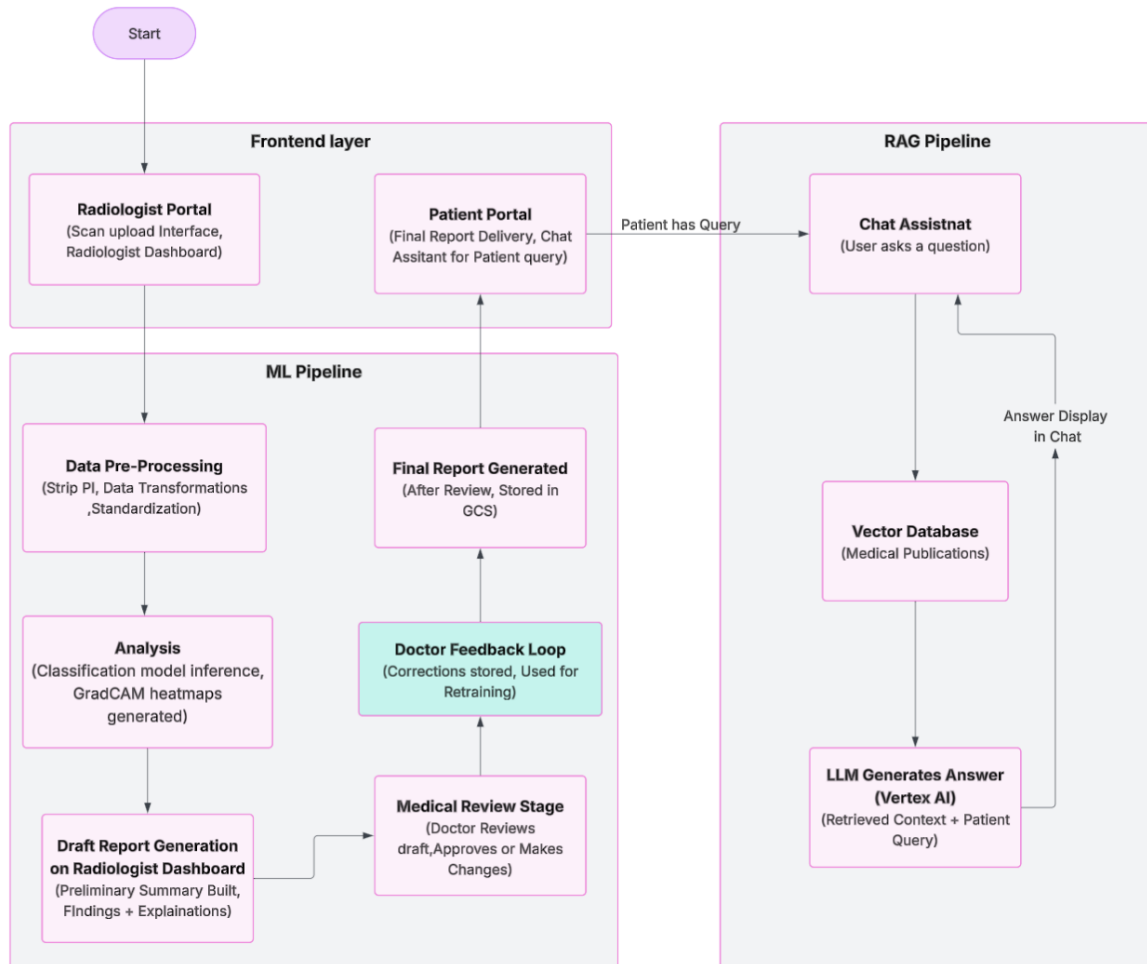 Start
Frontend layer
Radiologist Portal
(Scan upload Interface,
Radiologist Dashboard)
Patient Portal
(Final Report Delivery, Chat
Assitant for Patient query)
Patient has Query
ML Pipeline
Data Pre-Processing
(Strip PI, Data Transformations
,Standardization)
Analysis
(Classification model inference,
GradCAM heatmaps
generated)
Draft Report Generation
on Radiologist Dashboard
(Preliminary Summary Built,
FIndings + Explainations)
Medical Review Stage
(Doctor Reviews
draft,Approves or Makes
Changes)
Doctor Feedback Loop
(Corrections stored, Used for
Retraining)
Final Report Generated
(After Review, Stored in
GCS)
RAG Pipeline
Chat Assistnat
(User asks a question)
Vector Database
(Medical Publications)
LLM Generates Answer
(Vertex AI)
(Retrieved Context + Patient
Query)
Answer Display
in Chat